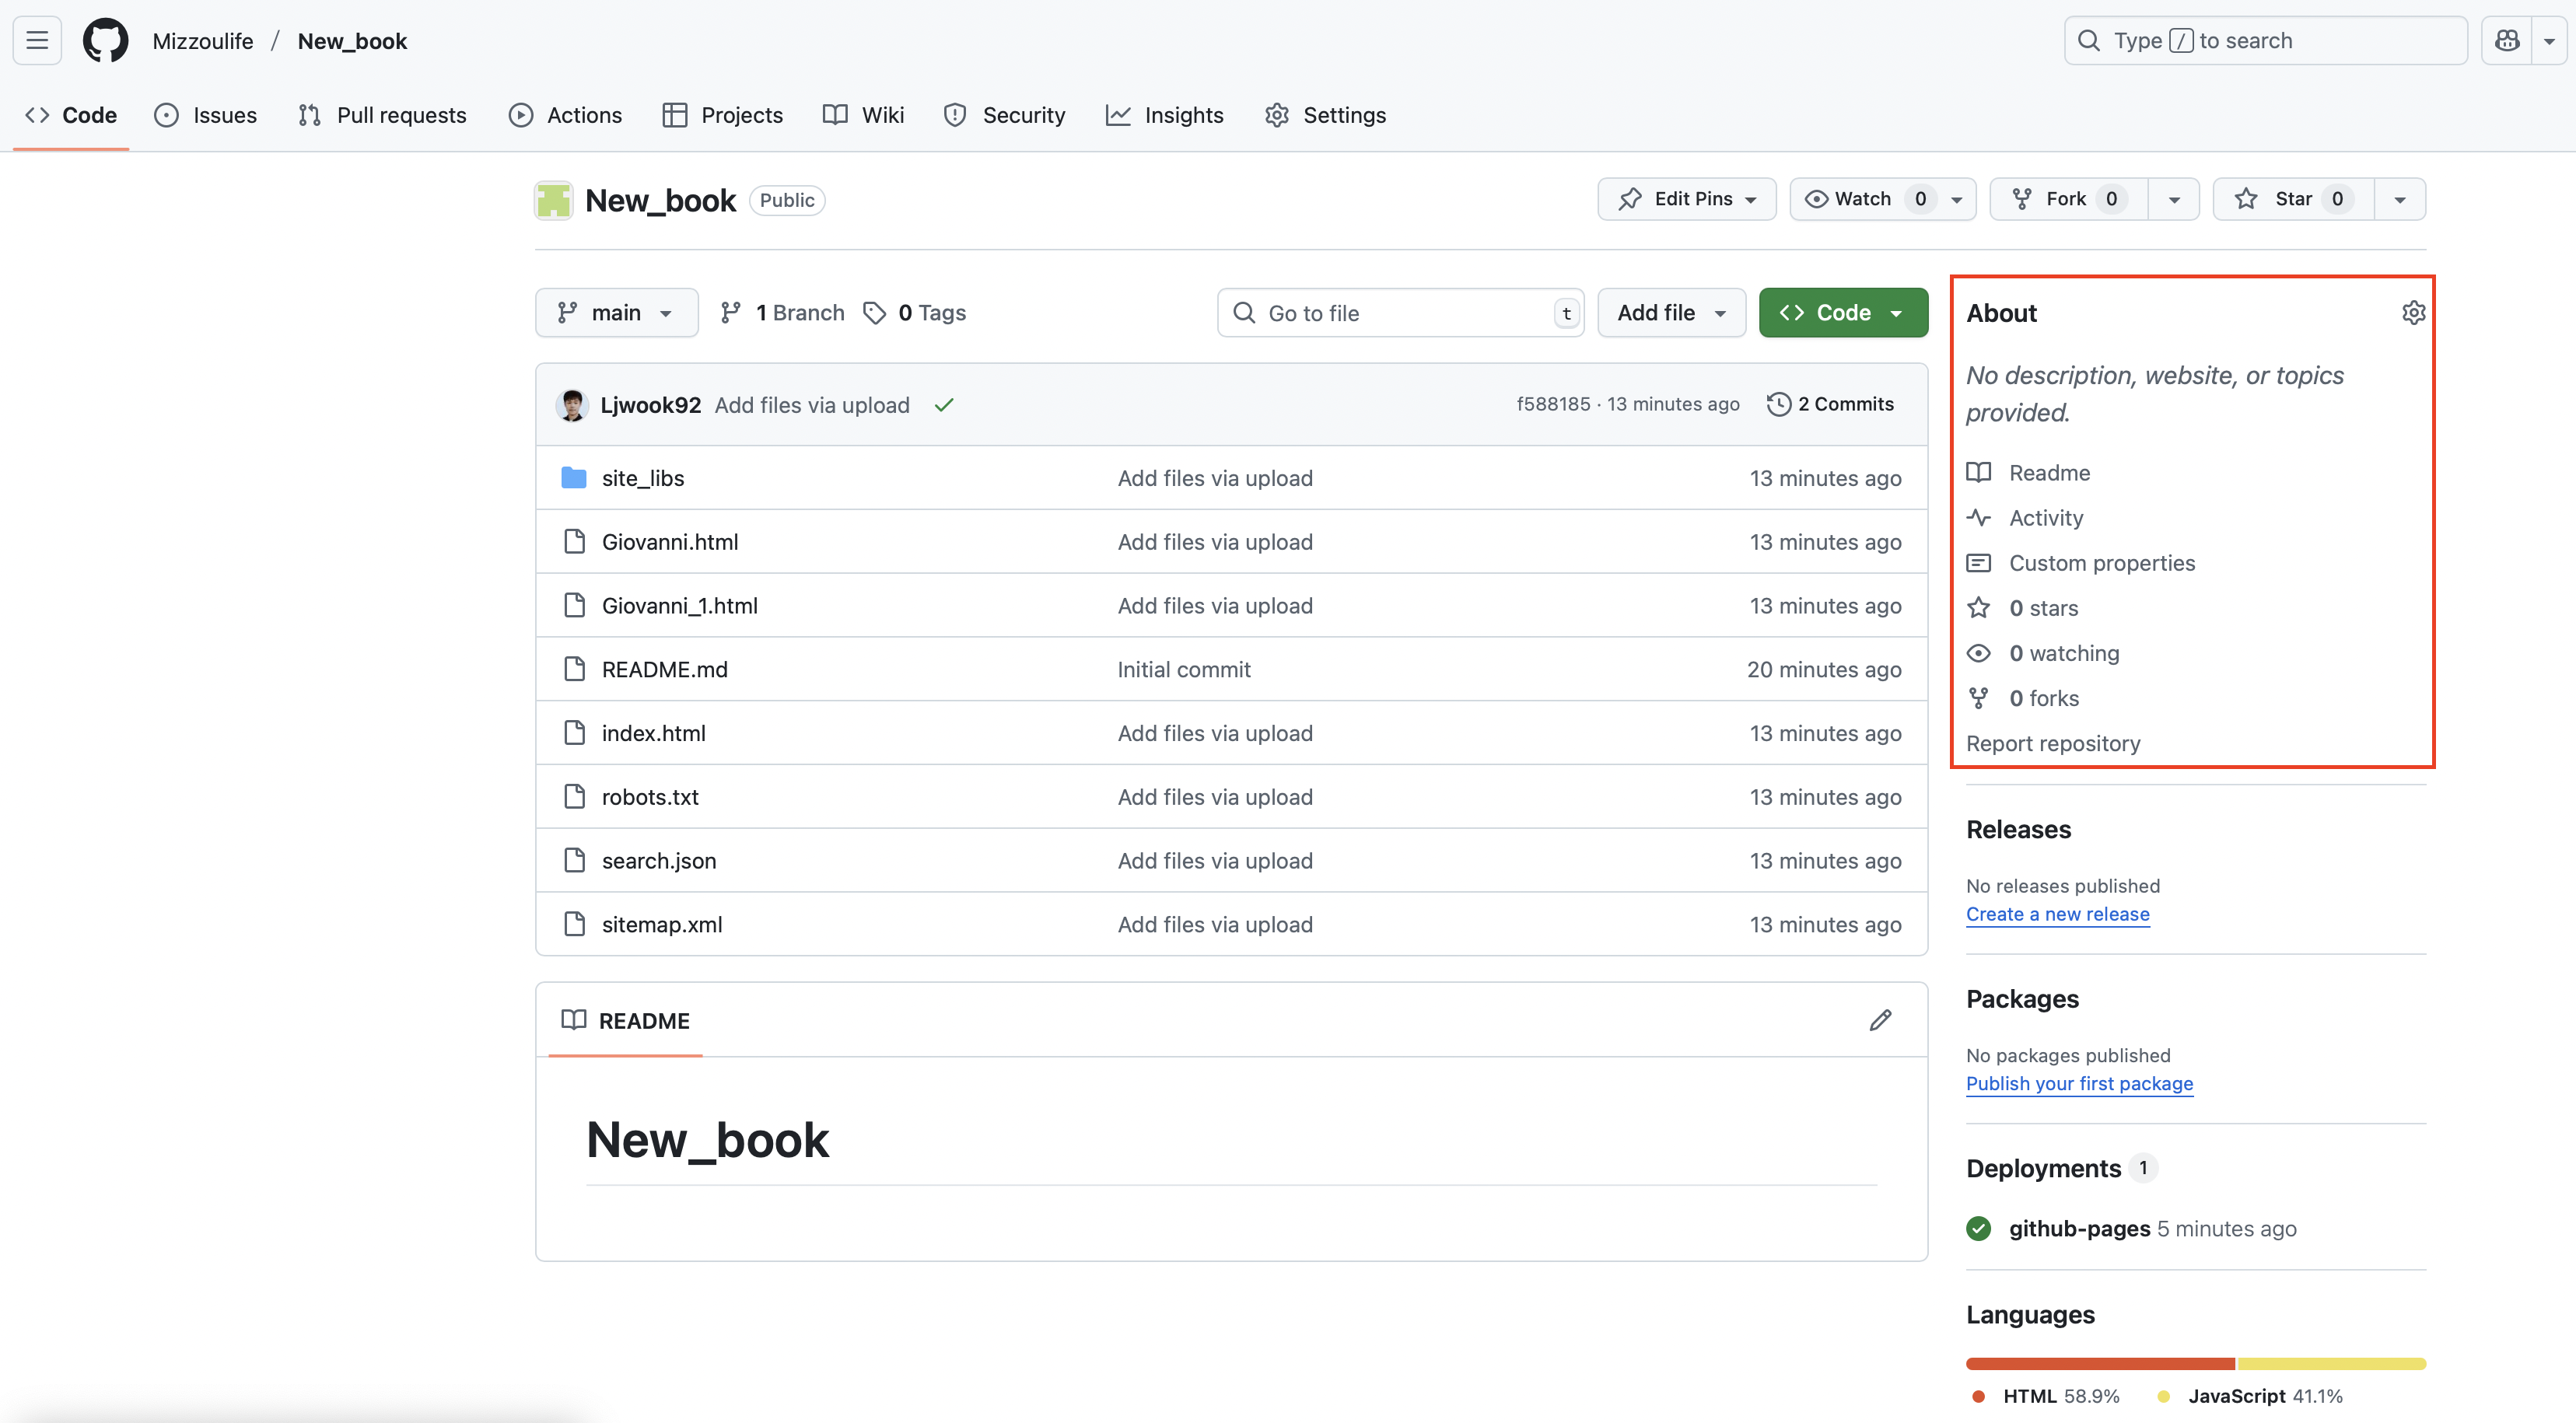 Mizzoulife / New_book
Type / to search
Code Issues Pull requests Actions Projects Wiki Security Insights Settings
New_book Public
Edit Pins Watch 0 Fork 0 Star 0
main 1 Branch 0 Tags Go to file t Add file Code
Ljwook92 Add files via upload f588185 · 13 minutes ago 2 Commits
site_libs Add files via upload 13 minutes ago
Giovanni.html Add files via upload 13 minutes ago
Giovanni_1.html Add files via upload 13 minutes ago
README.md Initial commit 20 minutes ago
index.html Add files via upload 13 minutes ago
robots.txt Add files via upload 13 minutes ago
search.json Add files via upload 13 minutes ago
sitemap.xml Add files via upload 13 minutes ago
README
New_book
About
No description, website, or topics
provided.
Readme
Activity
Custom properties
0 stars
0 watching
0 forks
Report repository
Releases
No releases published
Create a new release
Packages
No packages published
Publish your first package
Deployments 1
github-pages 5 minutes ago
Languages
HTML 58.9% JavaScript 41.1%